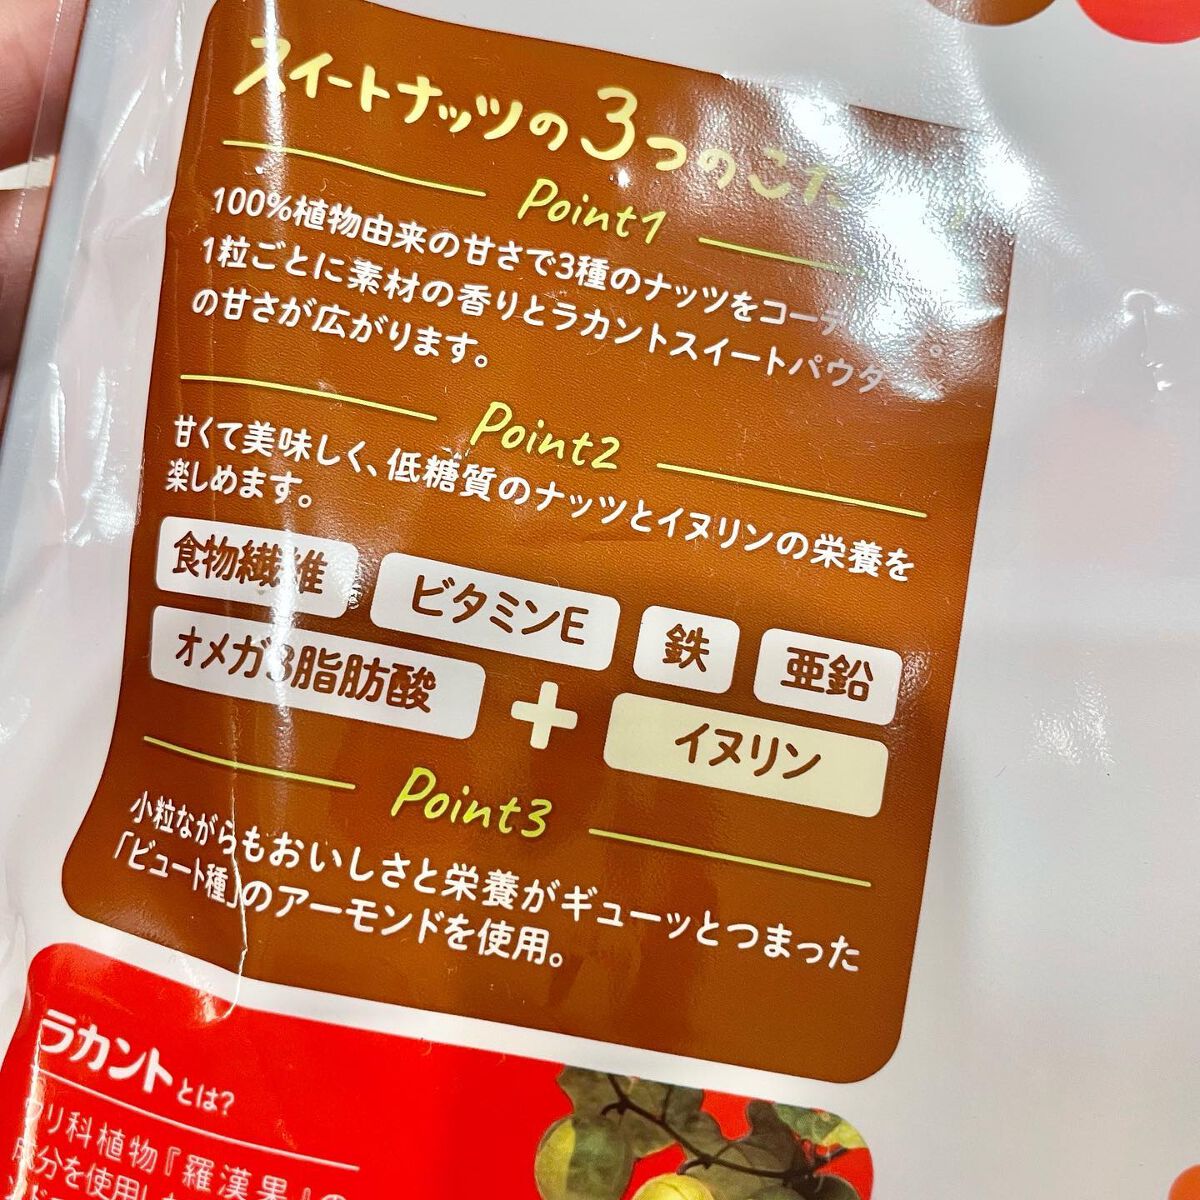 スイートナッツの3つのこ
Point1
100%植物由来の甘さで3種のナッツをコーテ
1粒ごとに素材の香りとラカントスイートパウダ
の甘さが広がります。
Point2
甘くて美味しく、低糖質のナッツとイヌリンの栄養を
楽しめます。
食物繊維 ビタミンE 鉄 亜鉛
オメガ3脂肪酸 + イヌリン
Point3
小粒ながらもおいしさと栄養がギューッとつまった
「ビュート種」のアーモンドを使用。
ラカントとは?
ウリ科植物『羅漢果』の
成分を使用した